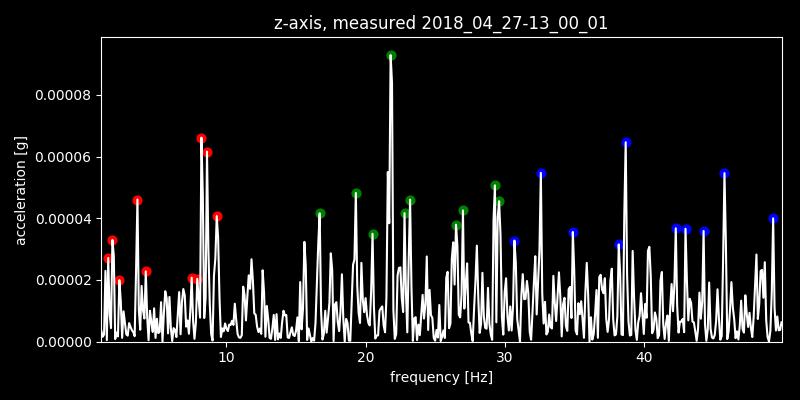 z-axis, measured 2018_04_27-13_00_01
0.00008
0.00006
0.00004
0.00002
0.00000
acceleration [g]
10 20 30 40
frequency [Hz]